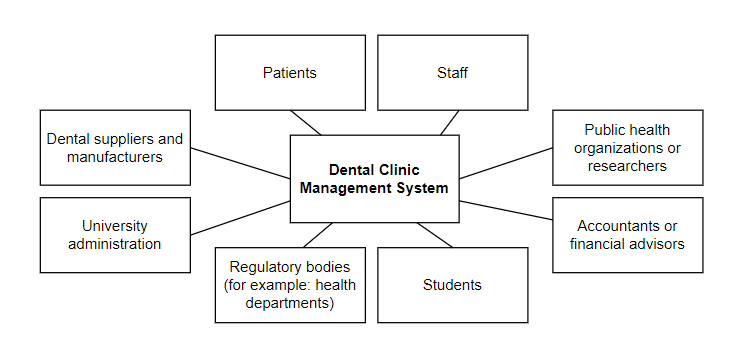 Patients
Staff
Dental suppliers and
manufacturers
Public health
organizations or
researchers
Dental Clinic
Management System
University
administration
Accountants or
financial advisors
Regulatory bodies
(for example: health
departments)
Students